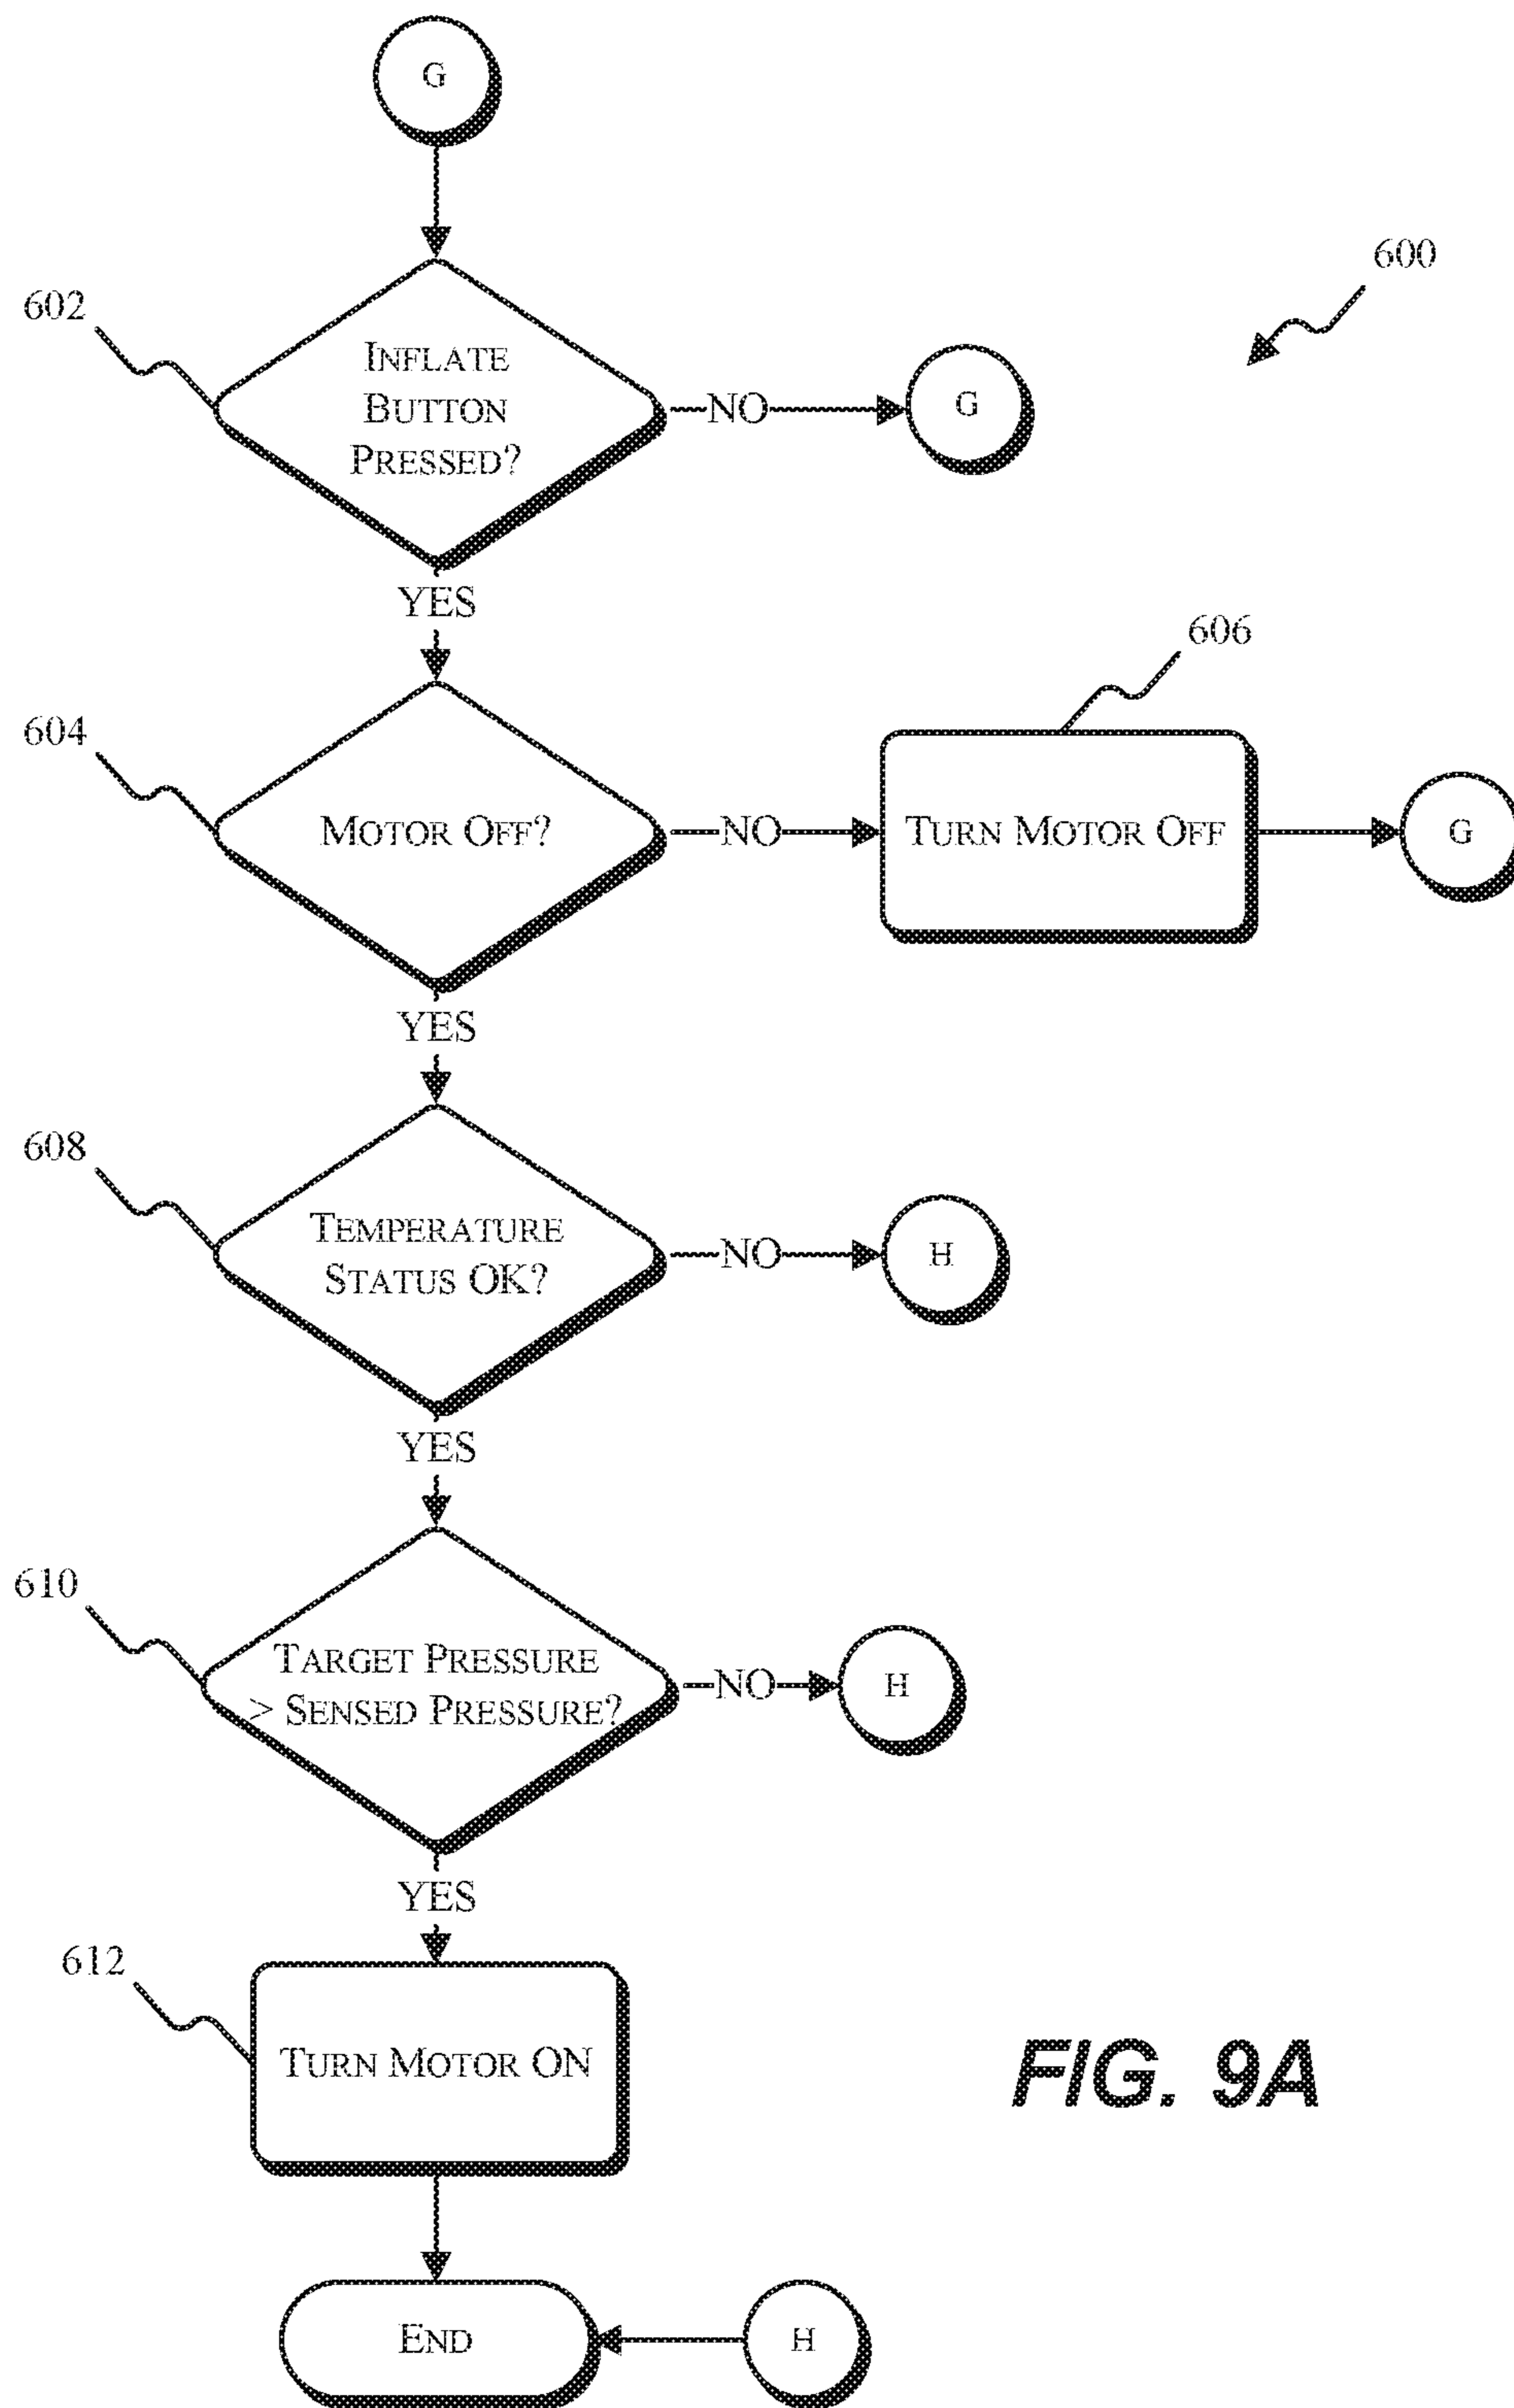 G
600
602
INFLATE
BUTTON
PRESSED?
NO
G
YES
606
604
MOTOR OFF?
NO
TURN MOTOR OFF
G
YES
608
TEMPERATURE
STATUS OK?
NO
H
YES
610
TARGET PRESSURE
> SENSED PRESSURE?
NO
H
YES
612
TURN MOTOR ON
FIG. 9A
END
H